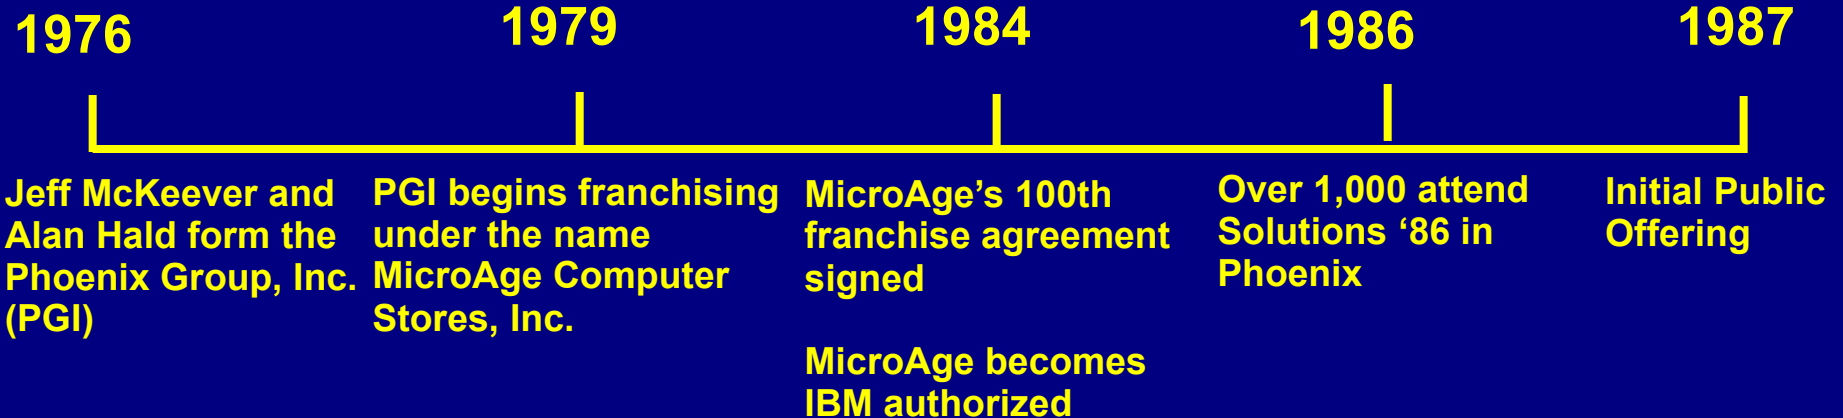 1976
1979
1984
1986
1987
Jeff McKeever and
Alan Hald form the
Phoenix Group, Inc.
(PGI)
PGI begins franchising
under the name
MicroAge Computer
Stores, Inc.
MicroAge’s 100th
franchise agreement
signed
MicroAge becomes
IBM authorized
Over 1,000 attend
Solutions ‘86 in
Phoenix
Initial Public
Offering